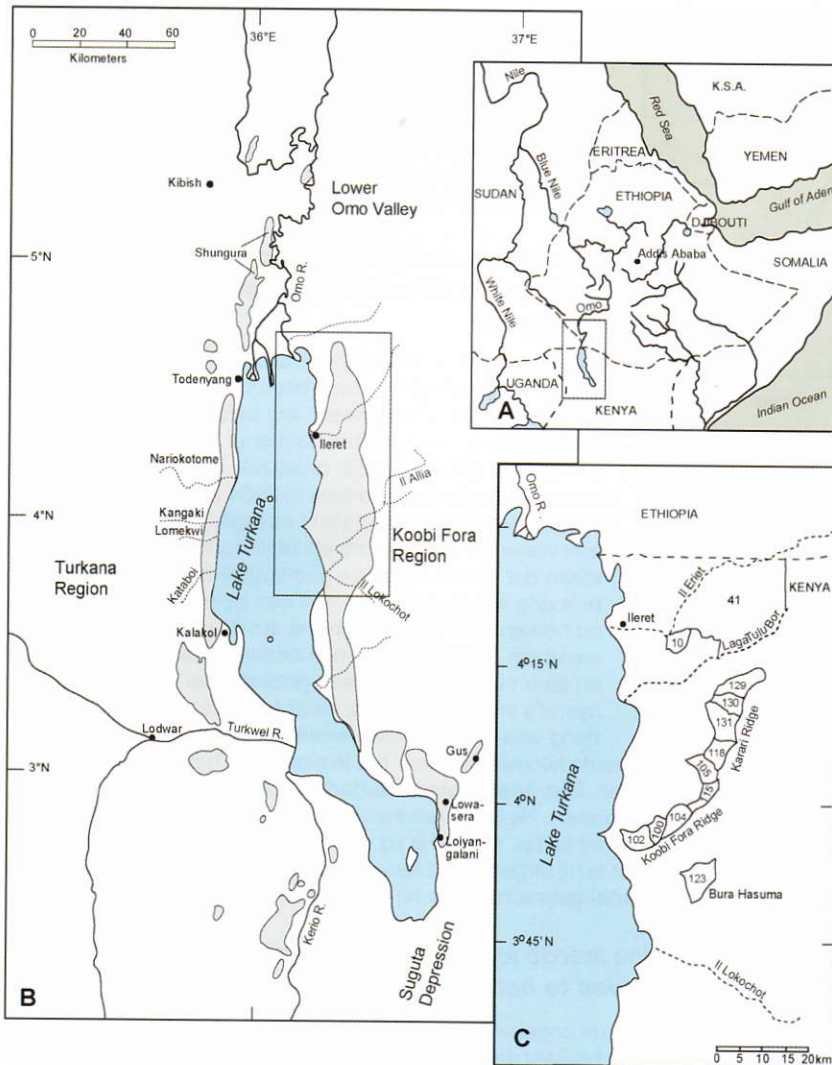 36°E
37°E
0 20 40 60
Kilometers
Kibish
Lower
Omo Valley
Shungura
5°N
Omo R.
Todenyang
Ileret
Nariokotome
Il Allia
4°N
Kangaki
Lomekwi
Lake Turkana
Koobi Fora
Region
Turkana
Region
Kataboi
Il Lokochot
Kalakol
Lodwar
Turkwel R.
Gus
3°N
Lowa-
sera
Loiyan-
galani
Kerio R.
Suguta
Depression
B
Nile
K.S.A.
Red Sea
ERITREA
YEMEN
Blue Nile
SUDAN
ETHIOPIA
Gulf of Aden
DJIBOUTI
Addis Ababa
SOMALIA
White Nile
Omo
UGANDA
A
KENYA
Indian Ocean
Omo R.
ETHIOPIA
Il Eriet
KENYA
41
Ileret
10
Laga Tulu Bor
4°15' N
129
130
131
Karari Ridge
118
105
15
4°N
Lake Turkana
104
100
102
Koobi Fora Ridge
123
Bura Hasuma
3°45' N
Il Lokochot
C
0 5 10 15 20km